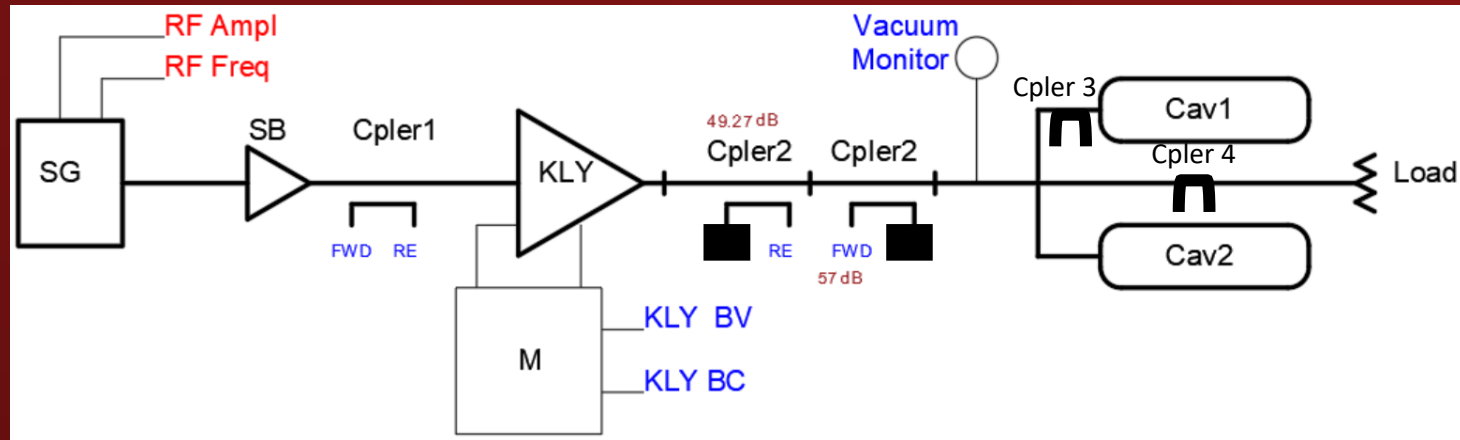 RF Ampl
RF Freq
SG
SB
Cpler1
KLY
49.27 dB
Cpler2
Cpler2
Vacuum
Monitor
Cpler 3
Cav1
Cpler 4
Load
Cav2
FWD
RE
RE
FWD
57 dB
M
KLY BV
KLY BC